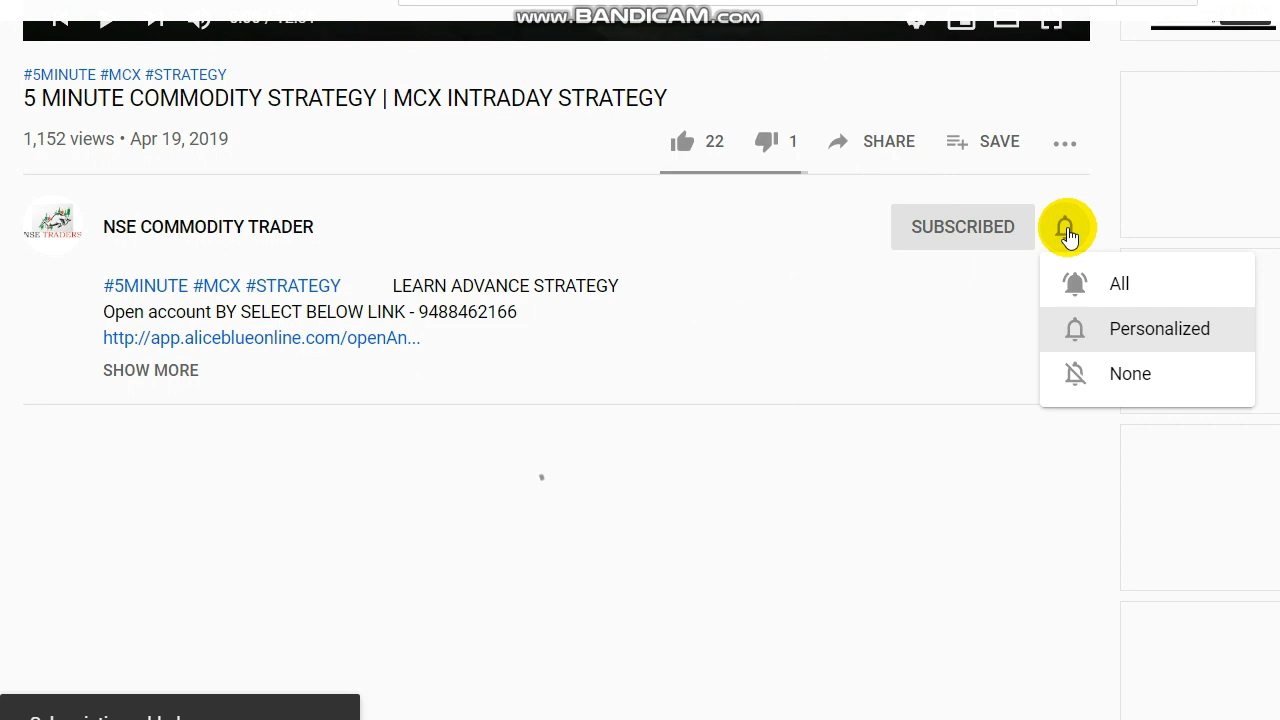 www.BANDICAM.com
#5MINUTE #MCX #STRATEGY
5 MINUTE COMMODITY STRATEGY | MCX INTRADAY STRATEGY
1,152 views • Apr 19, 2019
22 1 SHARE SAVE
NSE TRADERS
NSE COMMODITY TRADER
SUBSCRIBED
#5MINUTE #MCX #STRATEGY LEARN ADVANCE STRATEGY
Open account BY SELECT BELOW LINK - 9488462166
http://app.aliceblueonline.com/openAn...
SHOW MORE
All
Personalized
None